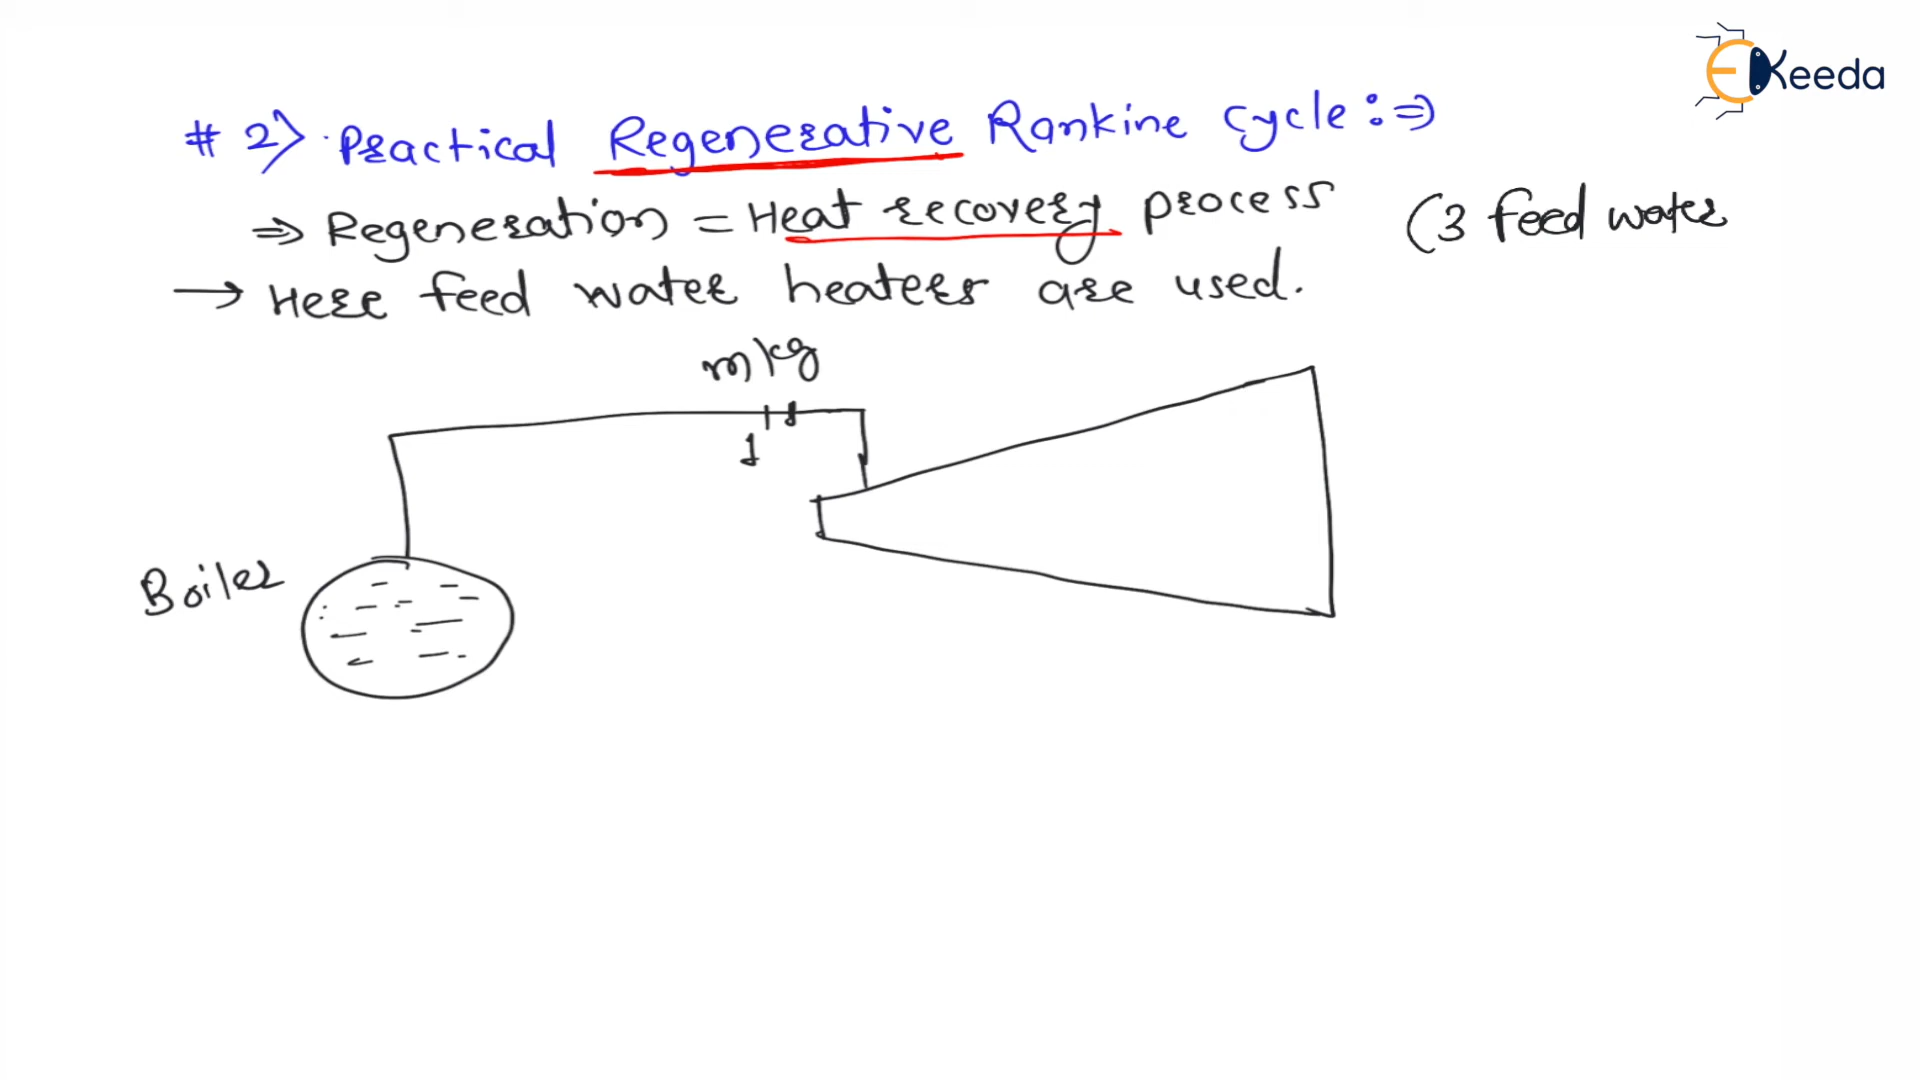 EKeeda
# 2) Practical Regenerative Rankine Cycle :⇒
⇒ Regeneration = Heat recovery process (3 feed water
→ Here feed water heaters are used.
m kg
1
Boiler